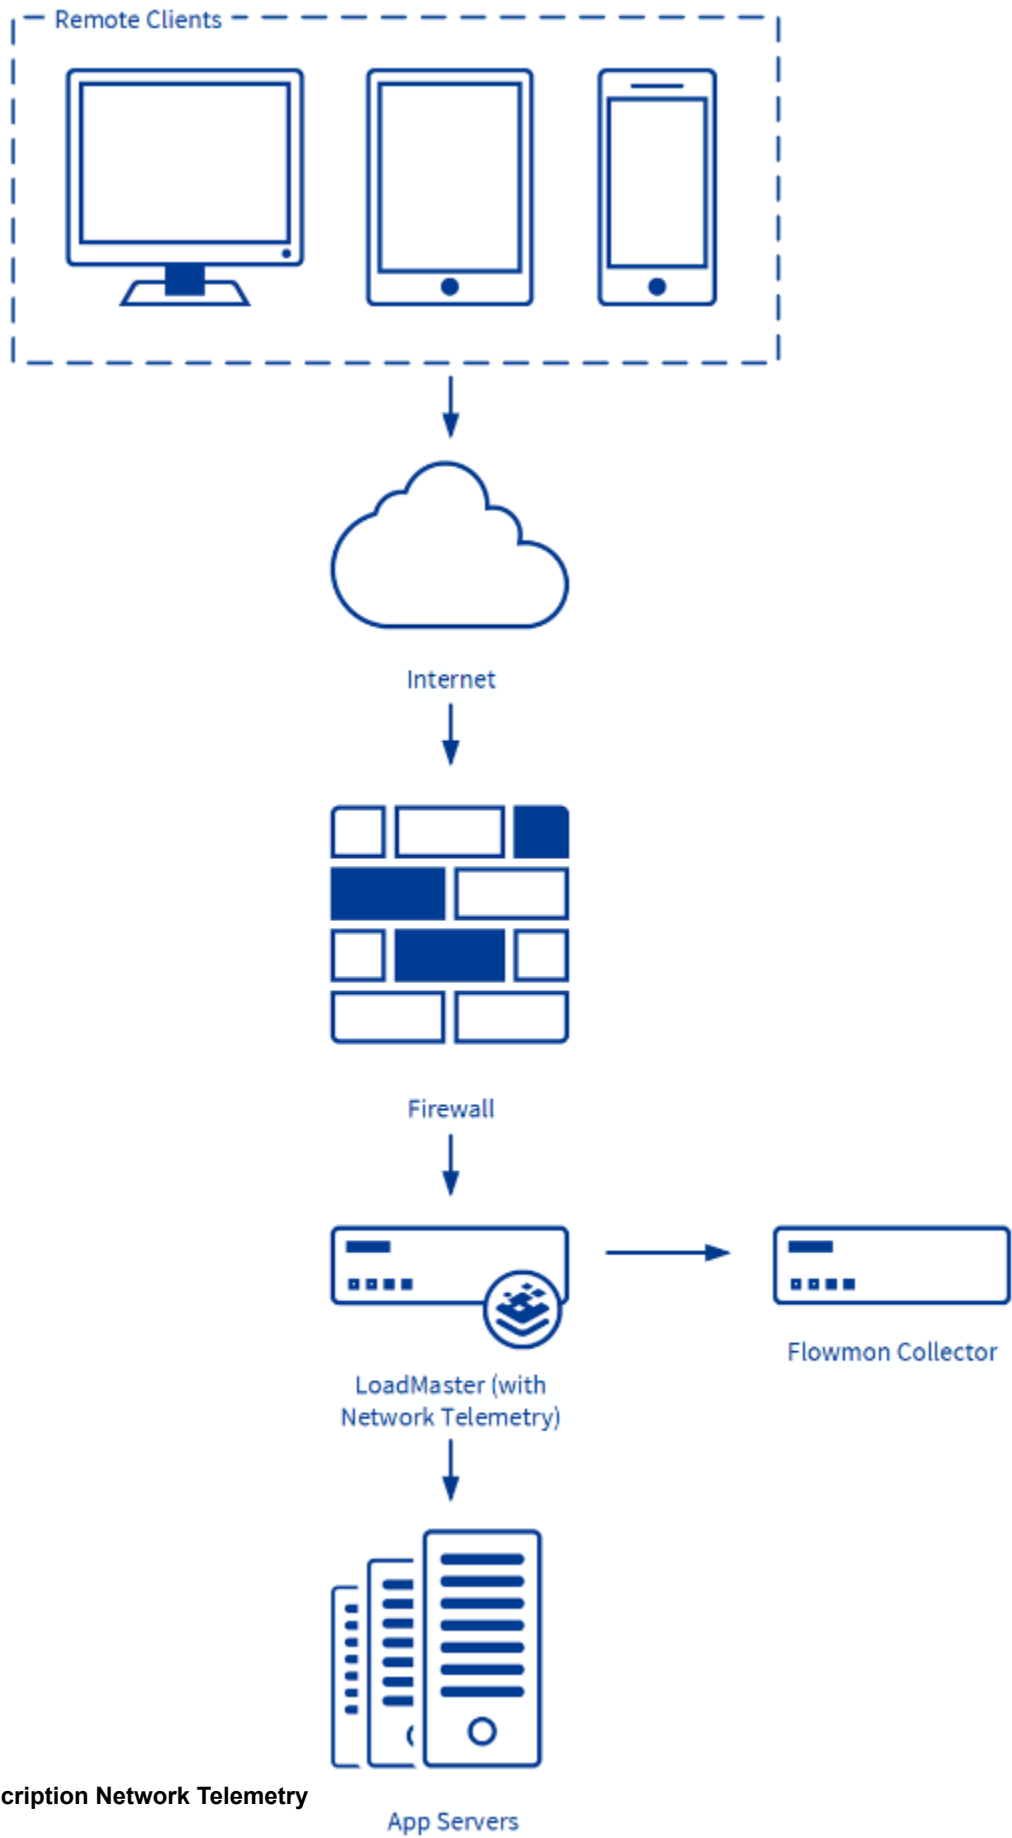 Remote Clients
Internet
Firewall
LoadMaster (with
Network Telemetry)
Flowmon Collector
cription Network Telemetry
App Servers